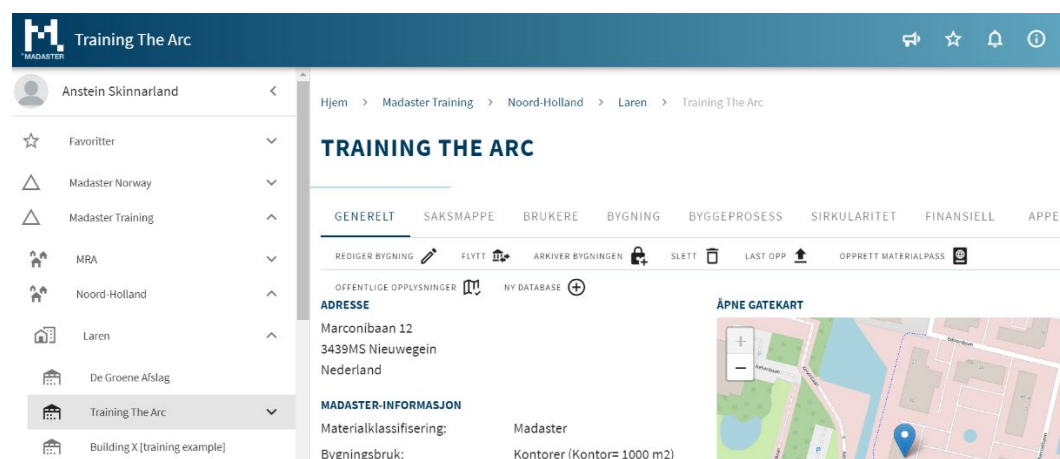 MADASTER
Training The Arc
Anstein Skinnarland
Favoritter
Madaster Norway
Madaster Training
MRA
Noord-Holland
Laren
De Groene Afslag
Training The Arc
Building X [training example]
Hjem > Madaster Training > Noord-Holland > Laren > Training The Arc
TRAINING THE ARC
GENERELT SAKSMAPPE BRUKERE BYGNING BYGGEPROSESS SIRKULARITET FINANSIELL APPE
REDIGER BYGNING FLYTT ARKIVER BYGNINGEN SLETT LAST OPP OPPRETT MATERIALPASS
OFFENTLIGE OPPLYSNINGER NY DATABASE
ADRESSE
Marconibaan 12
3439MS Nieuwegein
Nederland
MADASTER-INFORMASJON
Materialklassifisering: Madaster
Bygningsbruk: Kontorer (Kontor= 1000 m2)
ÅPNE GATEKART
+
−